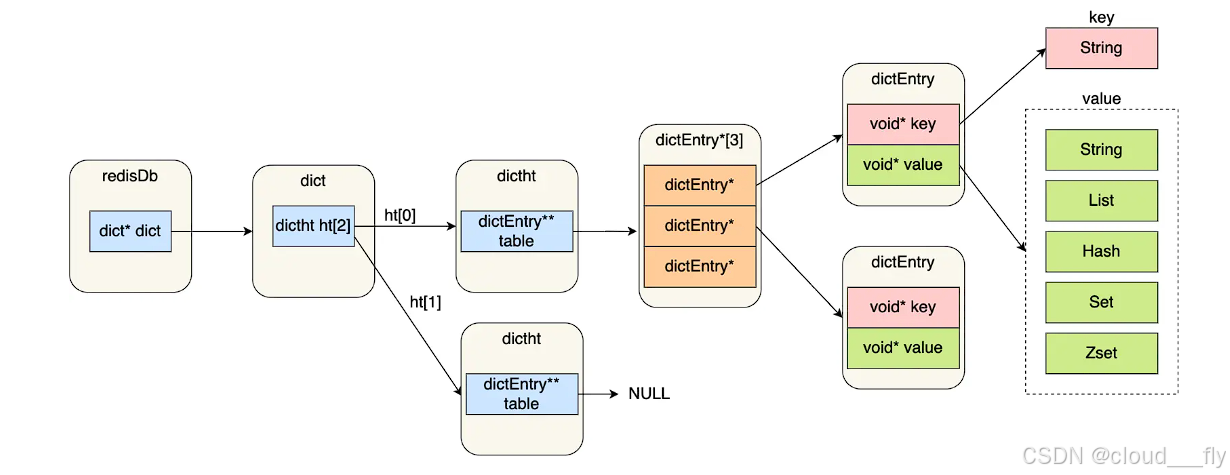 redisDb
dict* dict
dict
dictht ht[2]
ht[0]
ht[1]
dictht
dictEntry**
table
dictht
dictEntry**
table
NULL
dictEntry*[3]
dictEntry*
dictEntry*
dictEntry*
dictEntry
void* key
void* value
dictEntry
void* key
void* value
key
String
value
String
List
Hash
Set
Zset
CSDN @cloud___fly